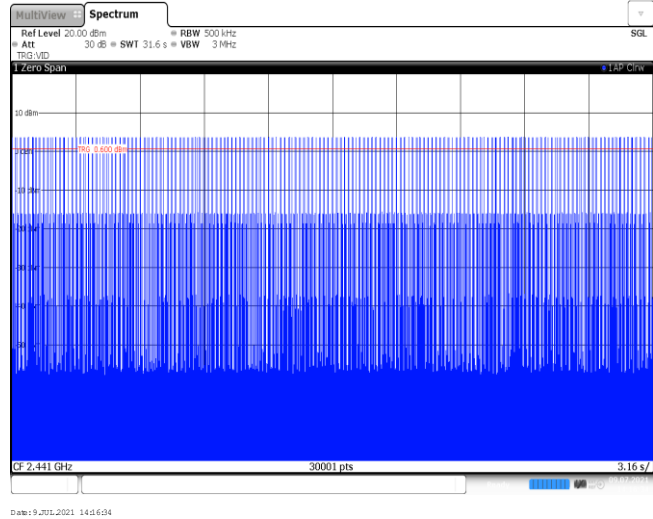 MultiView Spectrum
Ref Level 20.00 dBm RBW 500 kHz SGL
Att 30 dB SWT 31.6 s VBW 3 MHz
TRG:VID
1 Zero Span 1AP Clrw
10 dBm
TRG 0.600 dBm
CF 2.441 GHz 30001 pts 3.16 s/
Date: 9.JUL.2021 14:16:34